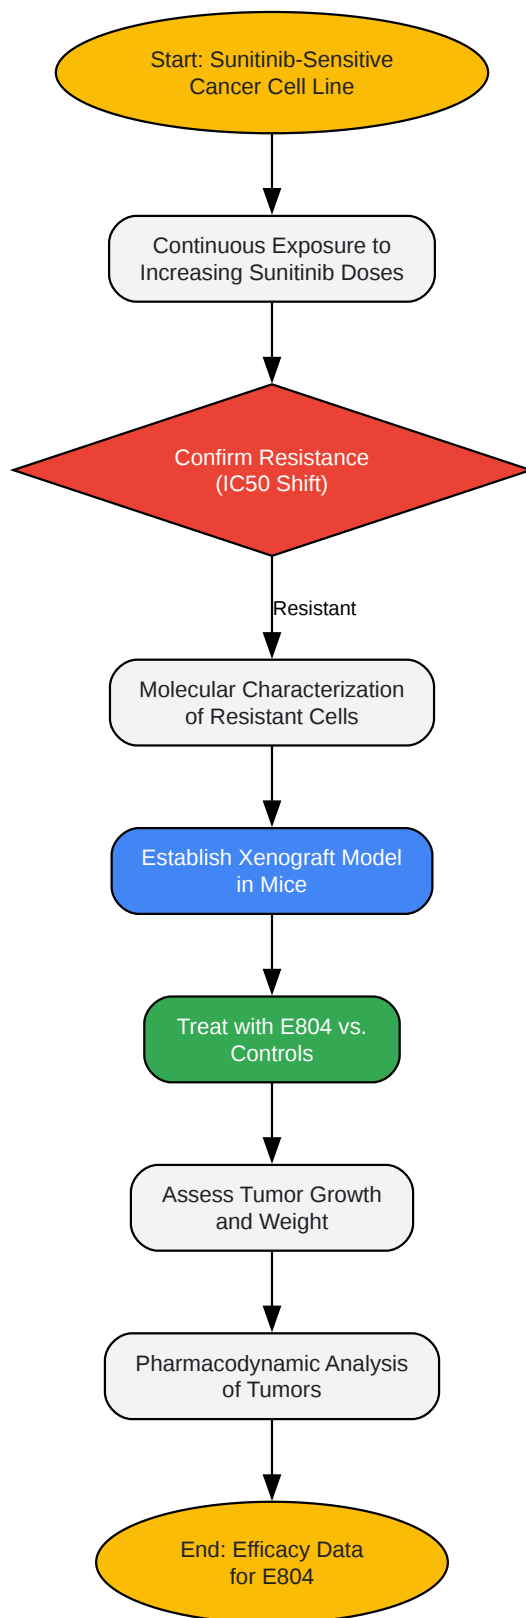 Start: Sunitinib-Sensitive
Cancer Cell Line
Continuous Exposure to
Increasing Sunitinib Doses
Confirm Resistance
(IC50 Shift)
Resistant
Molecular Characterization
of Resistant Cells
Establish Xenograft Model
in Mice
Treat with E804 vs.
Controls
Assess Tumor Growth
and Weight
Pharmacodynamic Analysis
of Tumors
End: Efficacy Data
for E804